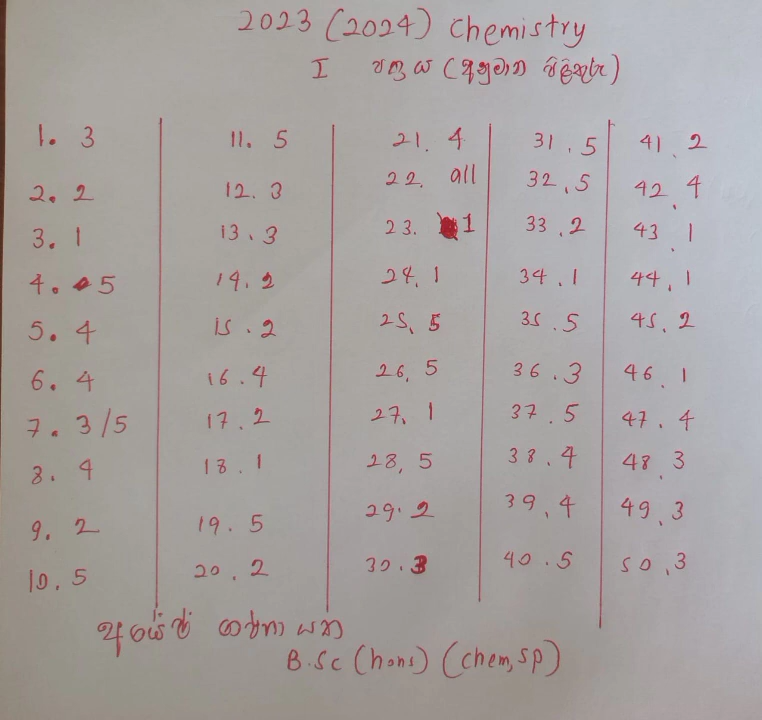 2023 (2024) Chemistry
I පත්‍රය (අනුමාන පිළිතුරු)
1. 3 11. 5 21. 4 31. 5 41. 2
2. 2 12. 3 22. all 32. 5 42. 4
3. 1 13. 3 23. 1 33. 2 43. 1
4. 5 14. 2 24. 1 34. 1 44. 1
5. 4 15. 2 25. 5 35. 5 45. 2
6. 4 16. 4 26. 5 36. 3 46. 1
7. 3/5 17. 2 27. 1 37. 5 47. 4
8. 4 18. 1 28. 5 38. 4 48. 3
9. 2 19. 5 29. 2 39. 4 49. 3
10. 5 20. 2 30. 3 40. 5 50. 3
B.Sc (hons) (chem, sp)